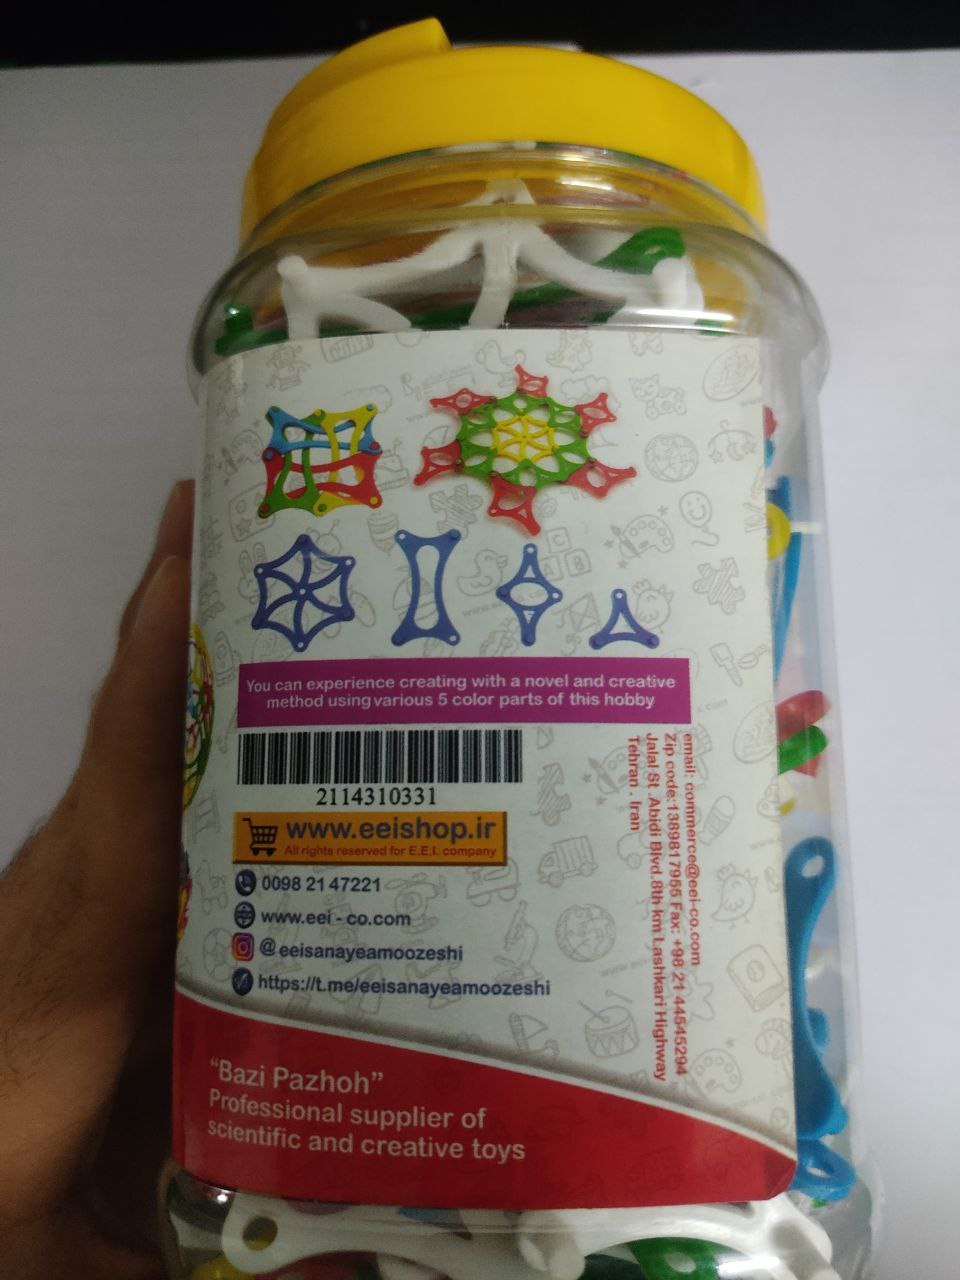 You can experience creating with a novel and creative
method using various 5 color parts of this hobby
2114310331
www.eeishop.ir
All rights reserved for E.E.I. company
0098 21 47221
www.eei - co.com
@eeisanayeamoozeshi
https://t.me/eeisanayeamoozeshi
email: commerce@eei-co.com
Zip code:1389817955 Fax: +98 21 44545294
Jalal St .Abidi Blvd.8th km Lashkari Highway
Tehran . Iran
“Bazi Pazhoh”
Professional supplier of
scientific and creative toys